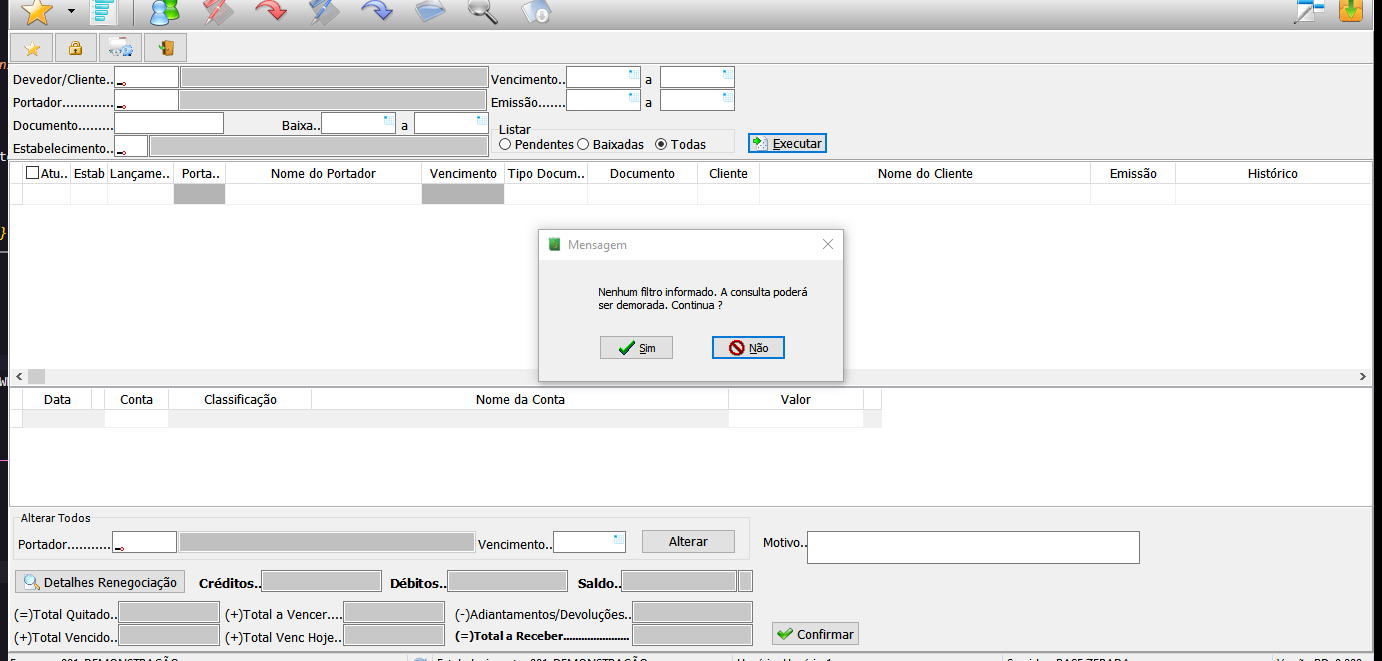 Devedor/Cliente..
Vencimento..
a
Portador............
Emissão.......
a
Documento.........
Baixa..
a
Listar
Pendentes
Baixadas
Todas
Executar
Estabelecimento..
Atu..
Estab
Lançame..
Porta..
Nome do Portador
Vencimento
Tipo Docum..
Documento
Cliente
Nome do Cliente
Emissão
Histórico
Mensagem
Nenhum filtro informado. A consulta poderá
ser demorada. Continua ?
Sim
Não
Data
Conta
Classificação
Nome da Conta
Valor
Alterar Todos
Portador...........
Vencimento..
Alterar
Motivo..
Detalhes Renegociação
Créditos..
Débitos..
Saldo..
(=)Total Quitado..
(+)Total a Vencer....
(-)Adiantamentos/Devoluções..
(+)Total Vencido..
(+)Total Venc Hoje..
(=)Total a Receber......................
Confirmar